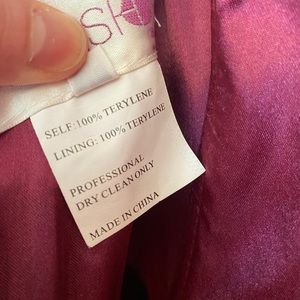 SELF:100% TERYLENE
LINING: 100% TERYLENE
PROFESSIONAL
DRY CLEAN ONLY
MADE IN CHINA